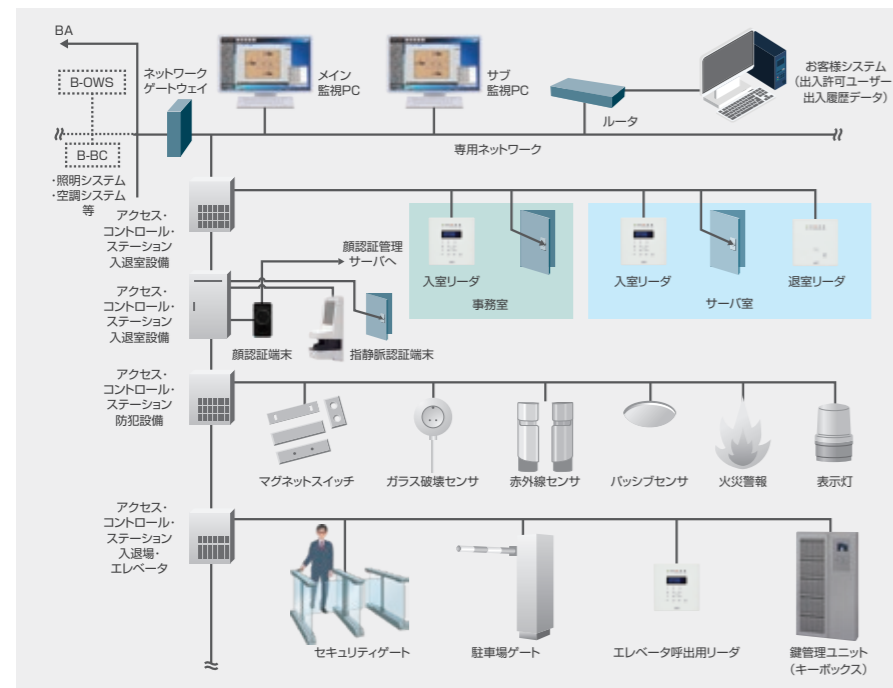 BA
B-OWS
ネットワーク
ゲートウェイ
メイン
監視PC
サブ
監視PC
ルータ
お客様システム
(出入許可ユーザー
出入履歴データ)
B-BC
専用ネットワーク
・照明システム
・空調システム
等
アクセス・
コントロール・
ステーション
入退室設備
入室リーダ
事務室
入室リーダ
退室リーダ
サーバ室
顔認証管理
サーバへ
アクセス・
コントロール・
ステーション
入退室設備
顔認証端末
指静脈認証端末
アクセス・
コントロール・
ステーション
防犯設備
マグネットスイッチ
ガラス破壊センサ
赤外線センサ
パッシブセンサ
火災警報
表示灯
アクセス・
コントロール・
ステーション
入退場・
エレベータ
セキュリティゲート
駐車場ゲート
エレベータ呼出用リーダ
鍵管理ユニット
(キーボックス)